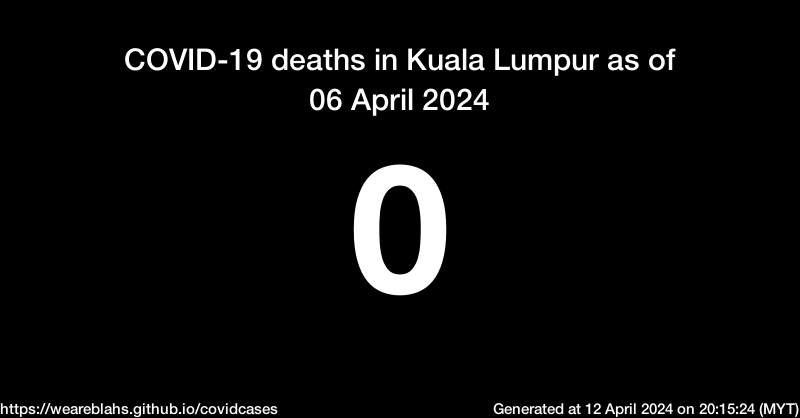 COVID-19 deaths in Kuala Lumpur as of
06 April 2024
0
https://weareblahs.github.io/covidcases
Generated at 12 April 2024 on 20:15:24 (MYT)